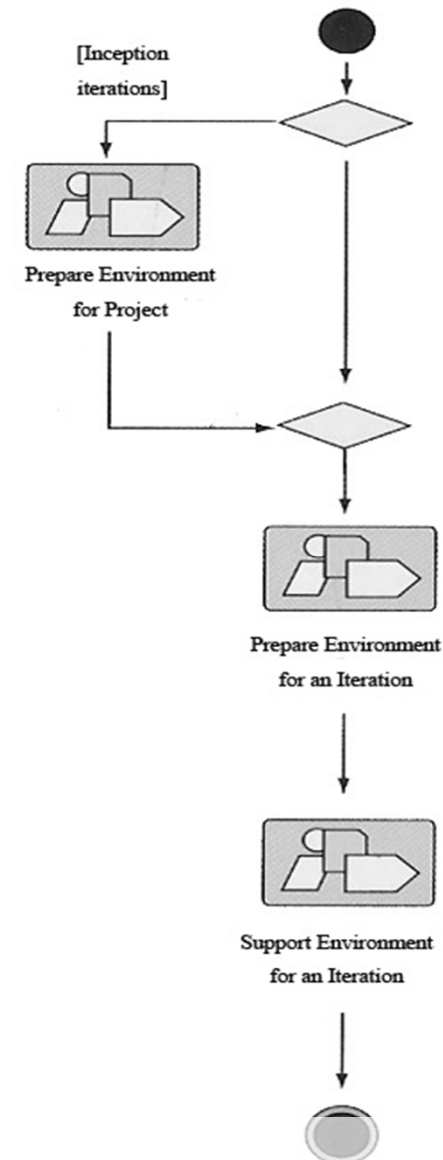 [Inception
iterations]
Prepare Environment
for Project
Prepare Environment
for an Iteration
Support Environment
for an Iteration